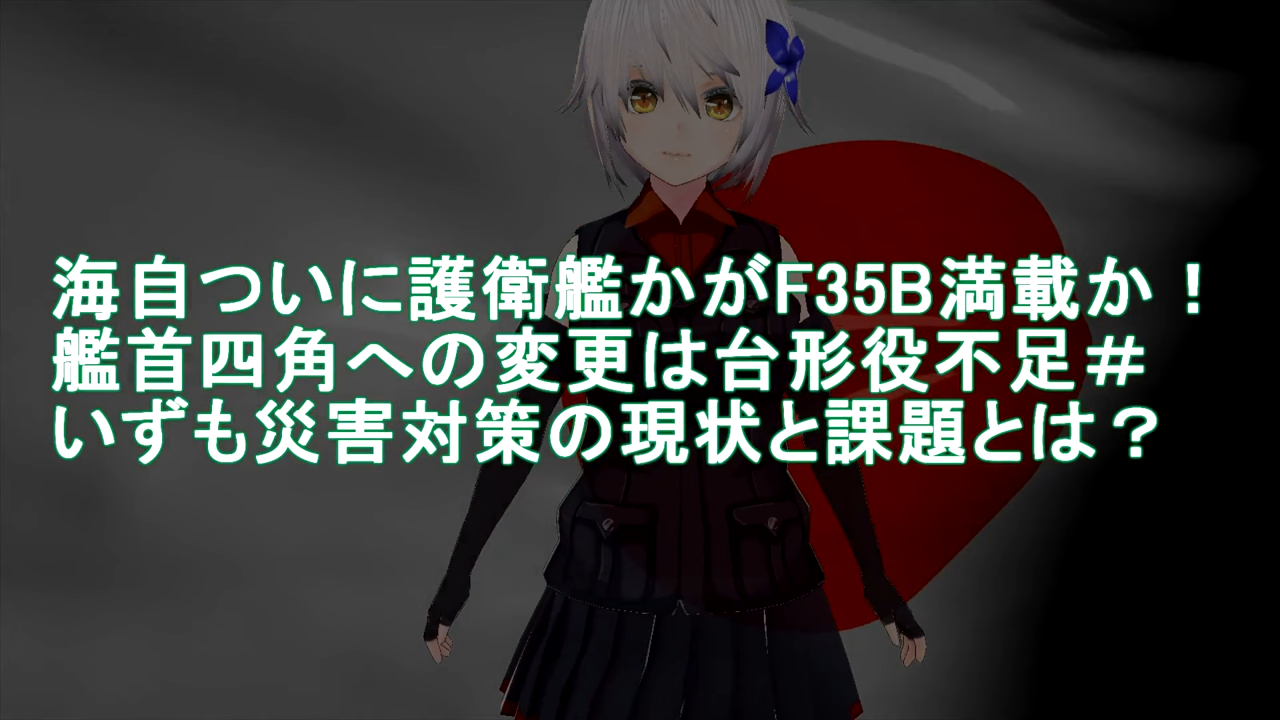 海自ついに護衛艦かがF35B満載か！
艦首四角への変更は台形役不足＃
いずも災害対策の現状と課題とは？